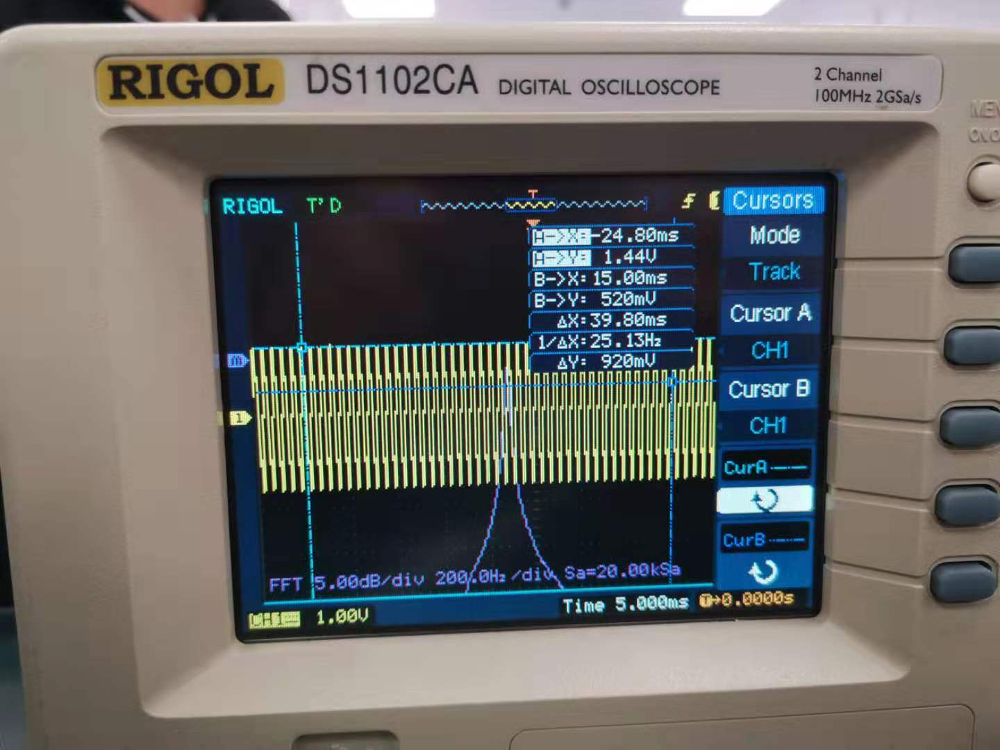 RIGOL DS1102CA DIGITAL OSCILLOSCOPE
2 Channel
100MHz 2GSa/s
RIGOL T'D
T
Cursors
Mode
Track
Cursor A
CH1
Cursor B
CH1
CurA
CurB
A->X:-24.80ms
A->Y: 1.44V
B->X: 15.00ms
B->Y: 520mV
ΔX: 39.80ms
1/ΔX: 25.13Hz
ΔY: 920mV
1
FFT 5.00dB/div 200.0Hz/div Sa=20.00kSa
Time 5.000ms T→0.0000s
CH1 1.00V